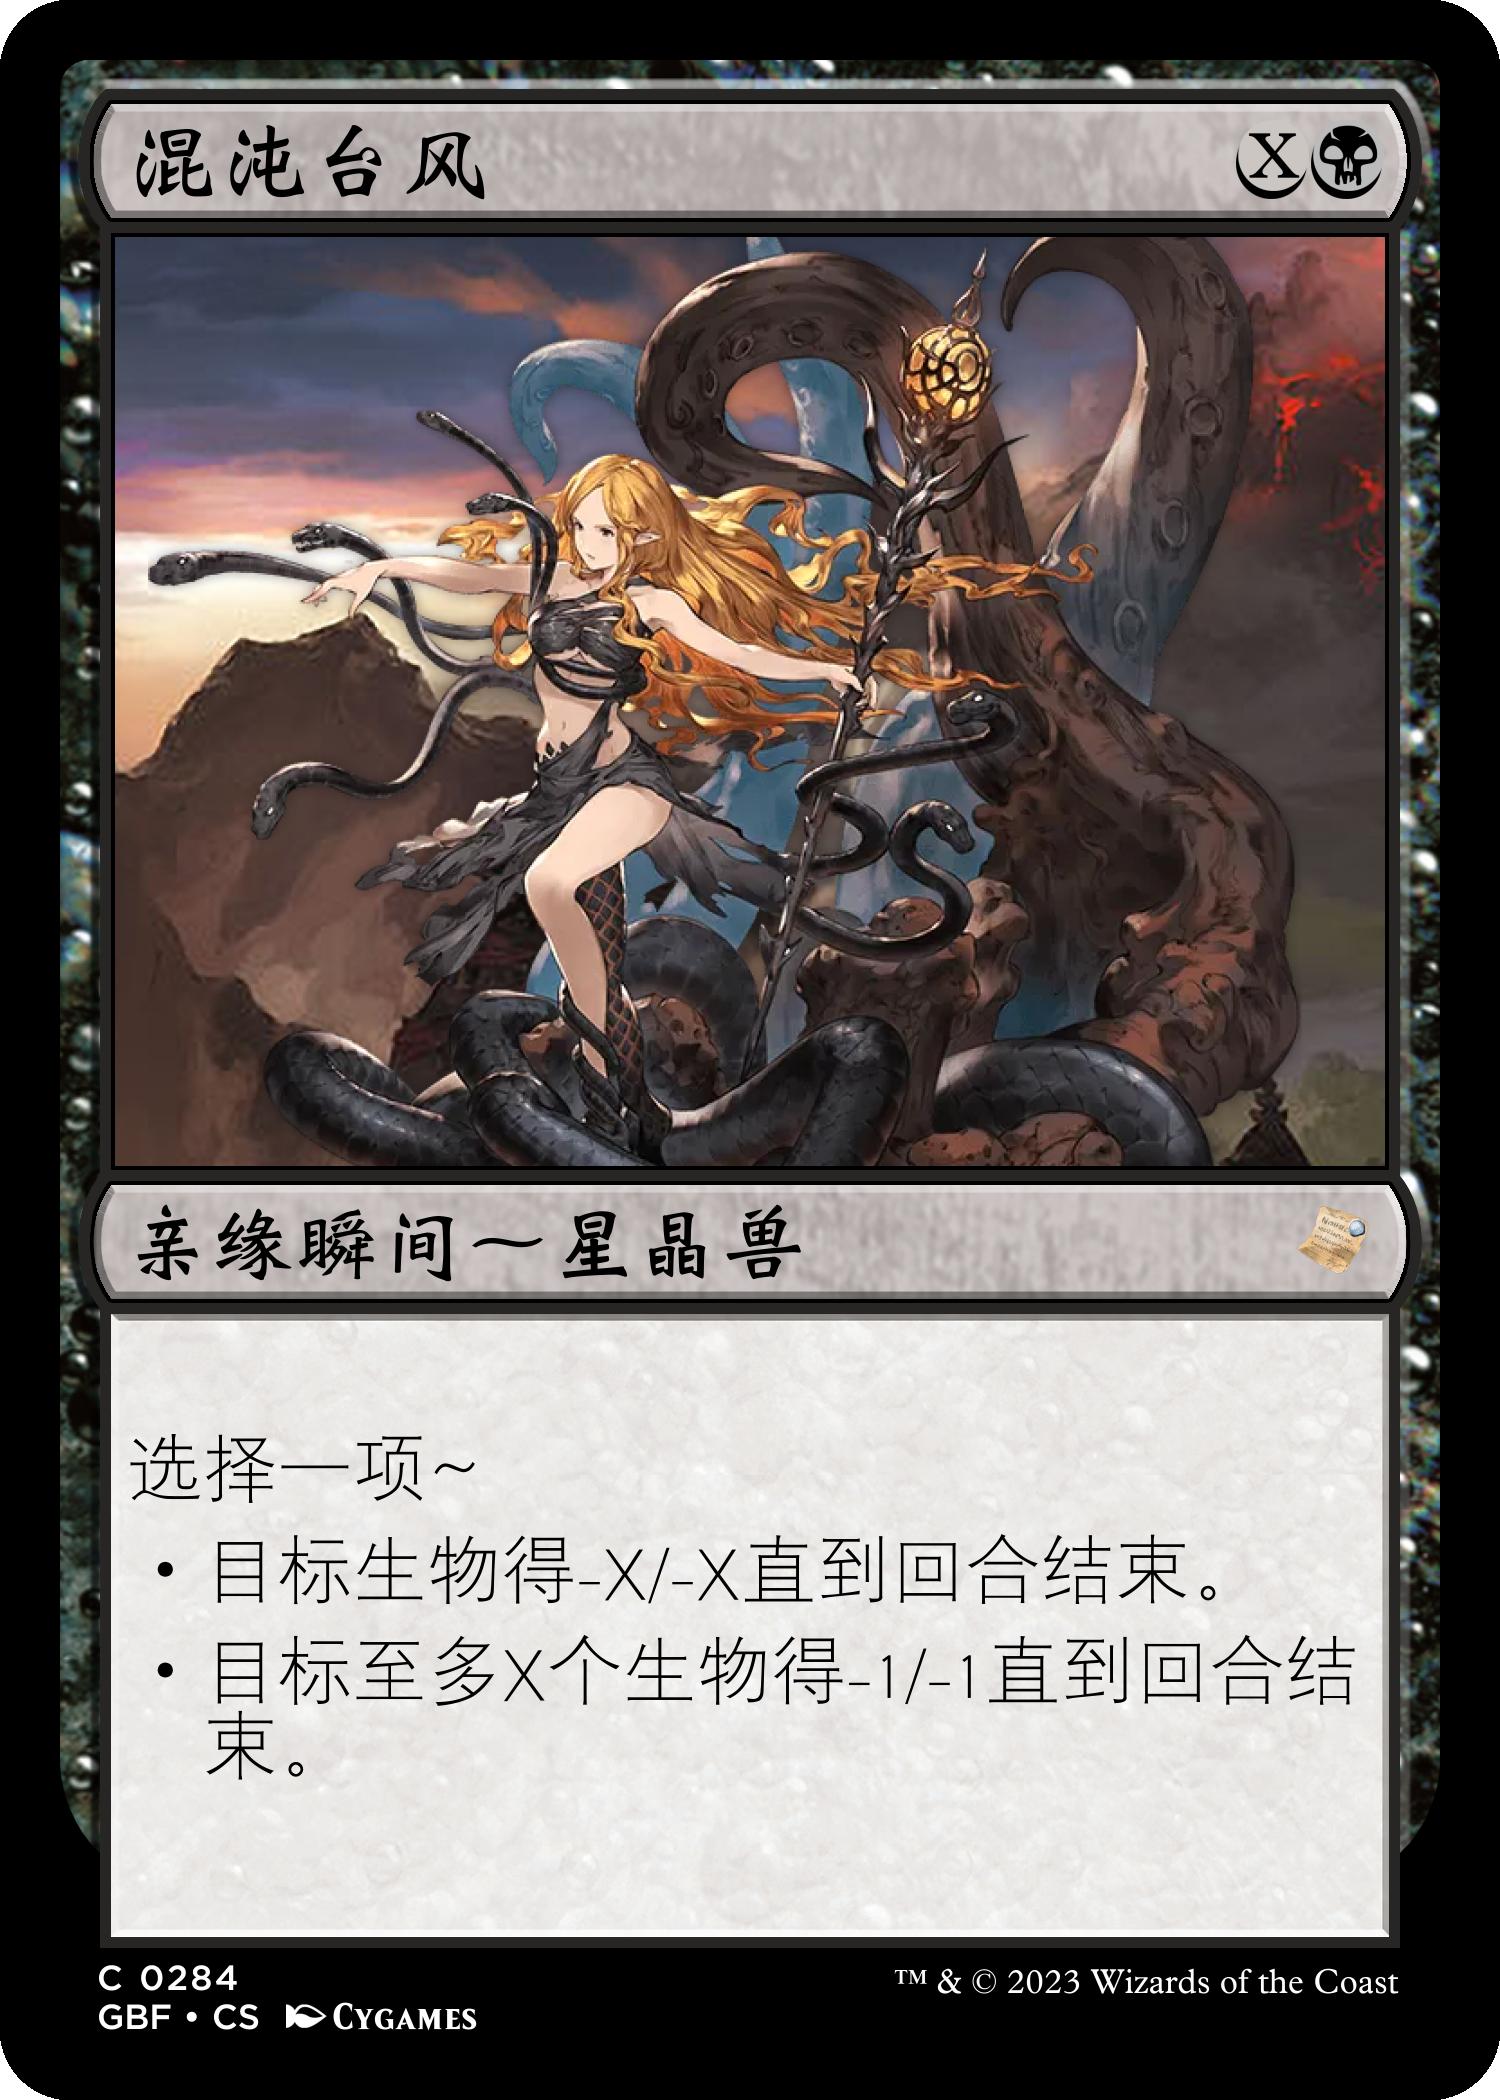 混沌台风
X
亲缘瞬间～星晶兽
选择一项~
• 目标生物得-X/-X直到回合结束。
• 目标至多X个生物得-1/-1直到回合结
束。
C 0284
GBF • CS CYGAMES
™ & © 2023 Wizards of the Coast